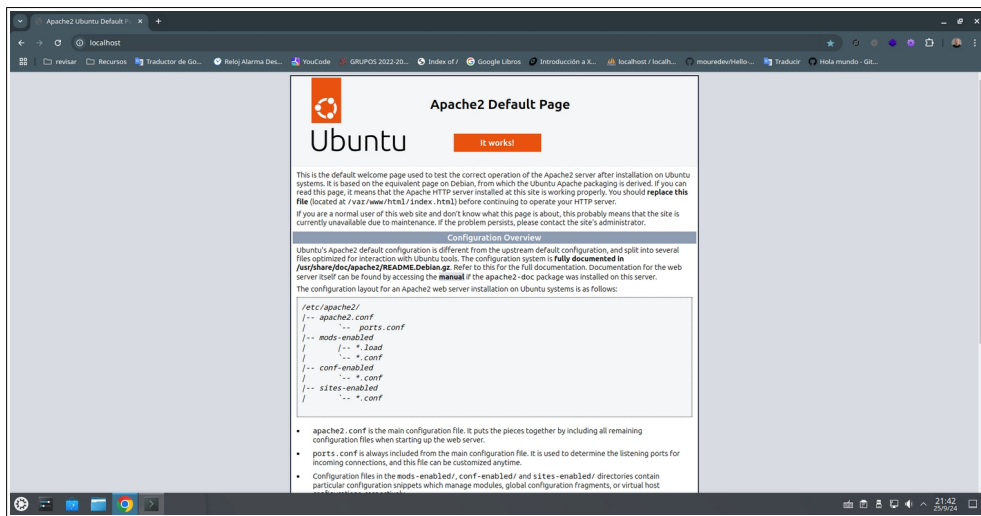 Apache2 Ubuntu Default P
localhost
revisar Recursos Traductor de Go... Reloj Alarma Des... YouCode GRUPOS 2022-20... Index of / Google Libros Introducción a X... localhost / localh... mouredev/Hello-... Traducir Hola mundo - Git...
Apache2 Default Page
Ubuntu
It works!
This is the default welcome page used to test the correct operation of the Apache2 server after installation on Ubuntu
systems. It is based on the equivalent page on Debian, from which the Ubuntu Apache packaging is derived. If you can
read this page, it means that the Apache HTTP server installed at this site is working properly. You should replace this
file (located at /var/www/html/index.html) before continuing to operate your HTTP server.
If you are a normal user of this web site and don't know what this page is about, this probably means that the site is
currently unavailable due to maintenance. If the problem persists, please contact the site's administrator.
Configuration Overview
Ubuntu's Apache2 default configuration is different from the upstream default configuration, and split into several
files optimized for interaction with Ubuntu tools. The configuration system is fully documented in
/usr/share/doc/apache2/README.Debian.gz. Refer to this for the full documentation. Documentation for the web
server itself can be found by accessing the manual if the apache2-doc package was installed on this server.
The configuration layout for an Apache2 web server installation on Ubuntu systems is as follows:
/etc/apache2/
|-- apache2.conf
|       `--  ports.conf
|-- mods-enabled
|       |-- *.load
|       `-- *.conf
|-- conf-enabled
|       `-- *.conf
|-- sites-enabled
|       `-- *.conf
• apache2.conf is the main configuration file. It puts the pieces together by including all remaining
configuration files when starting up the web server.
• ports.conf is always included from the main configuration file. It is used to determine the listening ports for
incoming connections, and this file can be customized anytime.
• Configuration files in the mods-enabled/, conf-enabled/ and sites-enabled/ directories contain
particular configuration snippets which manage modules, global configuration fragments, or virtual host
21:42
25/9/24